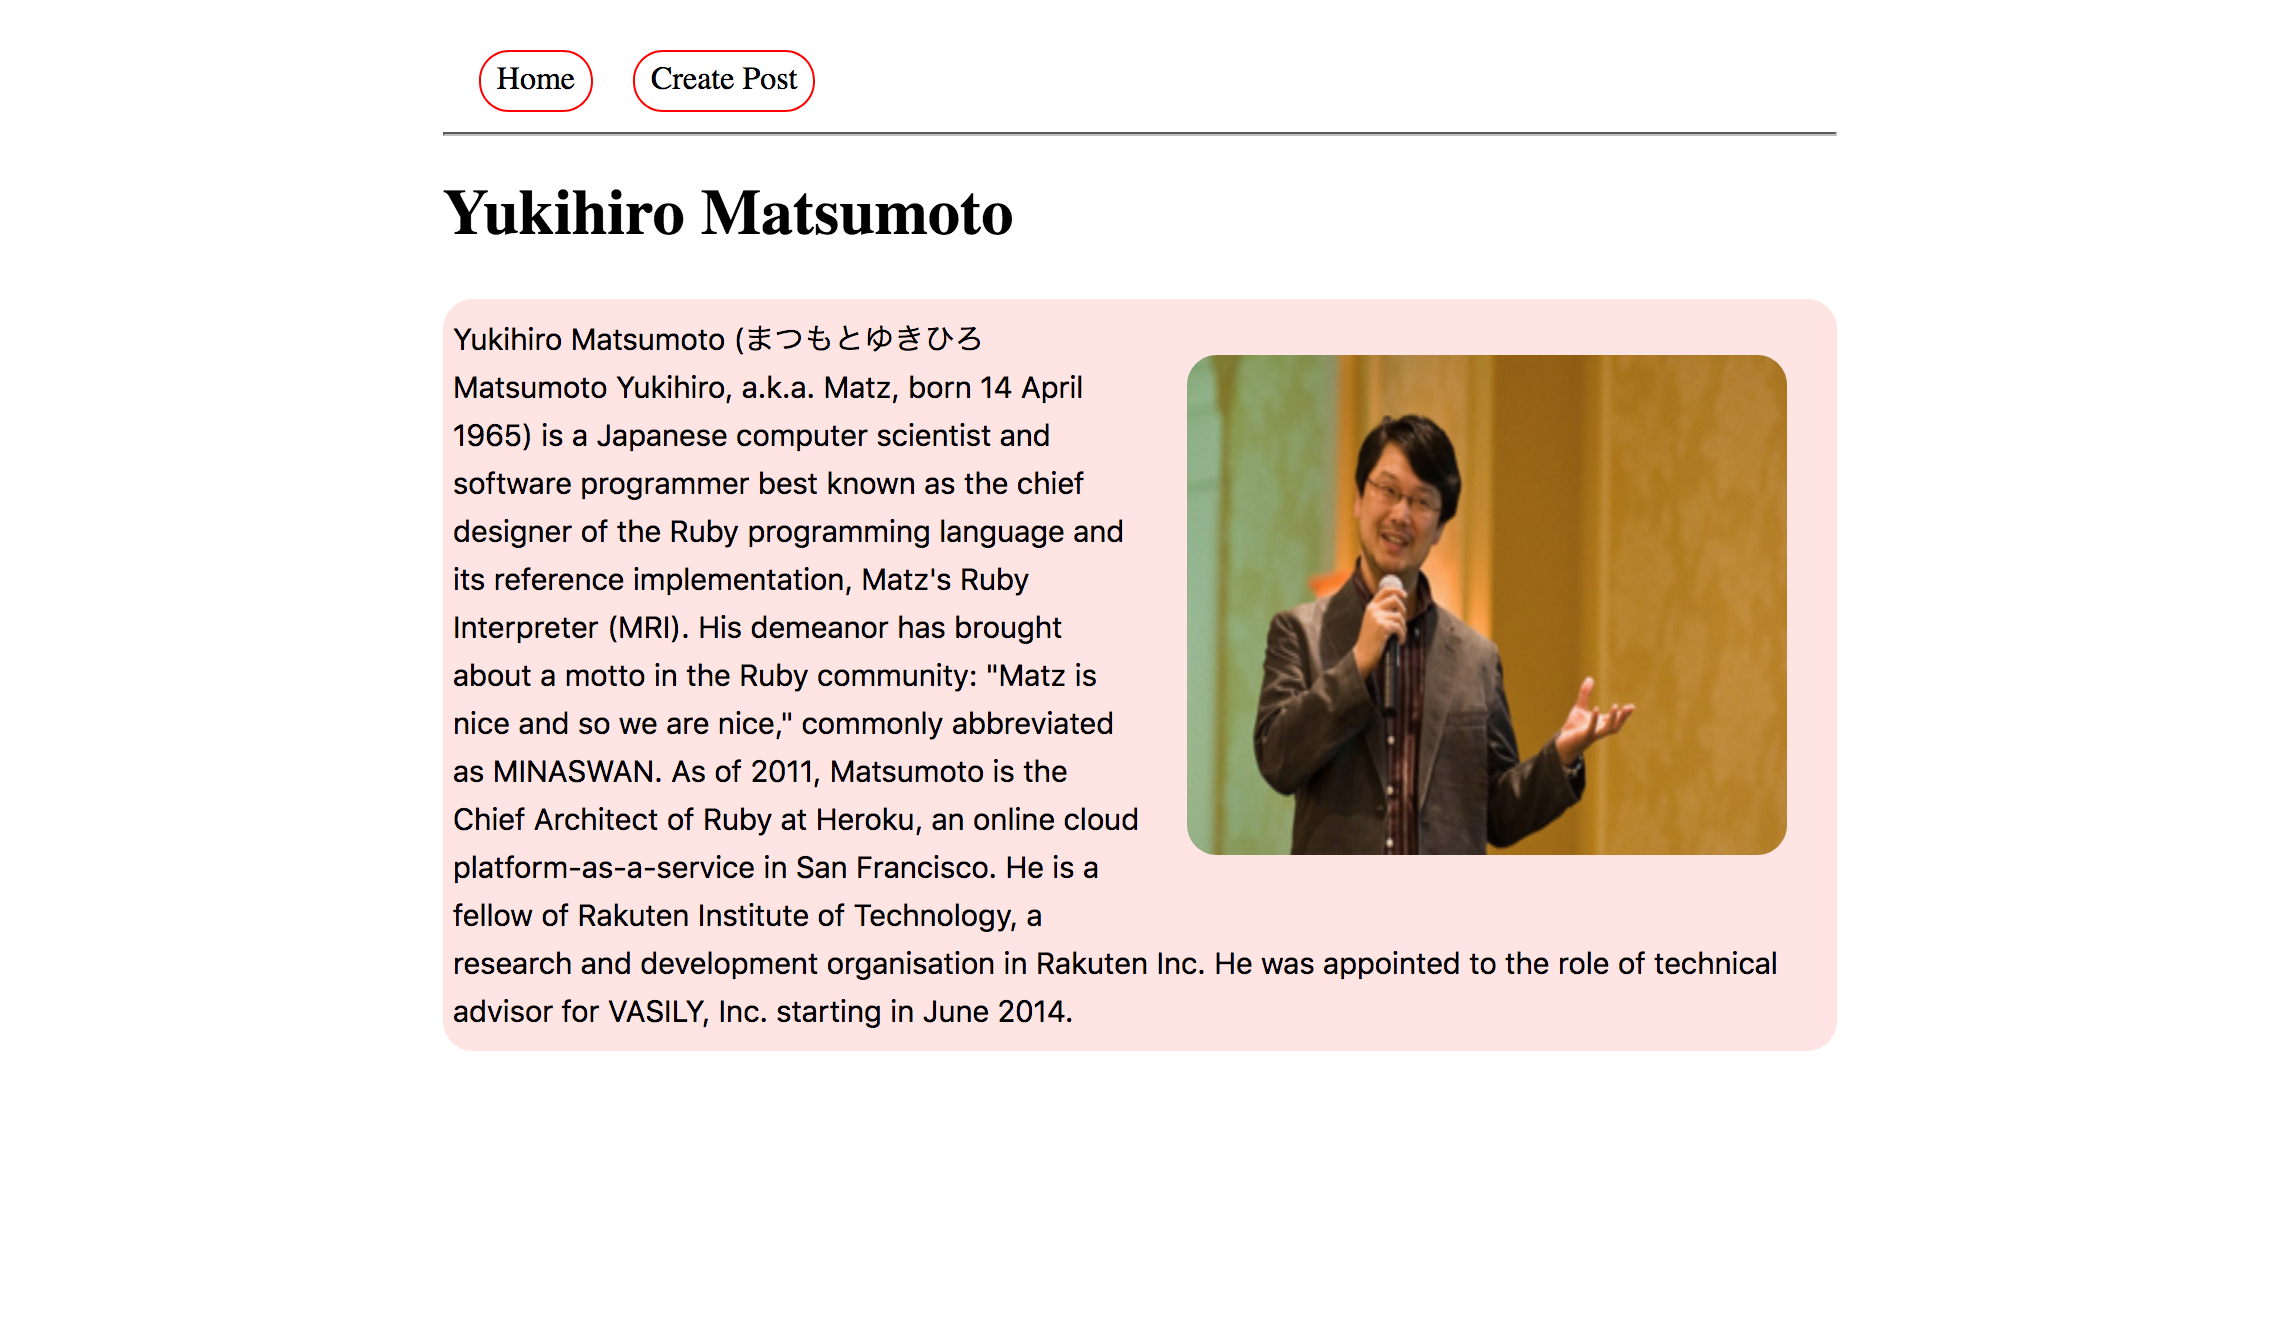 Home
Create Post
Yukihiro Matsumoto
Yukihiro Matsumoto (まつもとゆきひろ
Matsumoto Yukihiro, a.k.a. Matz, born 14 April
1965) is a Japanese computer scientist and
software programmer best known as the chief
designer of the Ruby programming language and
its reference implementation, Matz's Ruby
Interpreter (MRI). His demeanor has brought
about a motto in the Ruby community: "Matz is
nice and so we are nice," commonly abbreviated
as MINASWAN. As of 2011, Matsumoto is the
Chief Architect of Ruby at Heroku, an online cloud
platform-as-a-service in San Francisco. He is a
fellow of Rakuten Institute of Technology, a
research and development organisation in Rakuten Inc. He was appointed to the role of technical
advisor for VASILY, Inc. starting in June 2014.